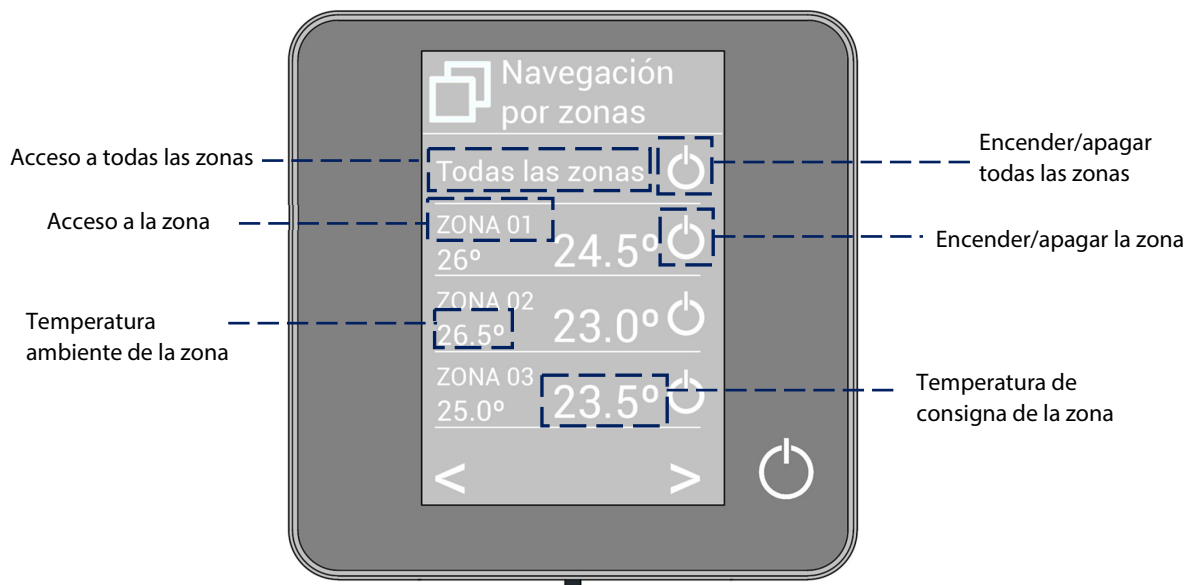 Navegación
por zonas
Acceso a todas las zonas
Todas las zonas
Encender/apagar
todas las zonas
Acceso a la zona
ZONA 01
26º
24.5º
Encender/apagar la zona
Temperatura
ambiente de la zona
ZONA 02
26.5º
23.0º
ZONA 03
25.0º
23.5º
Temperatura de
consigna de la zona
<
>